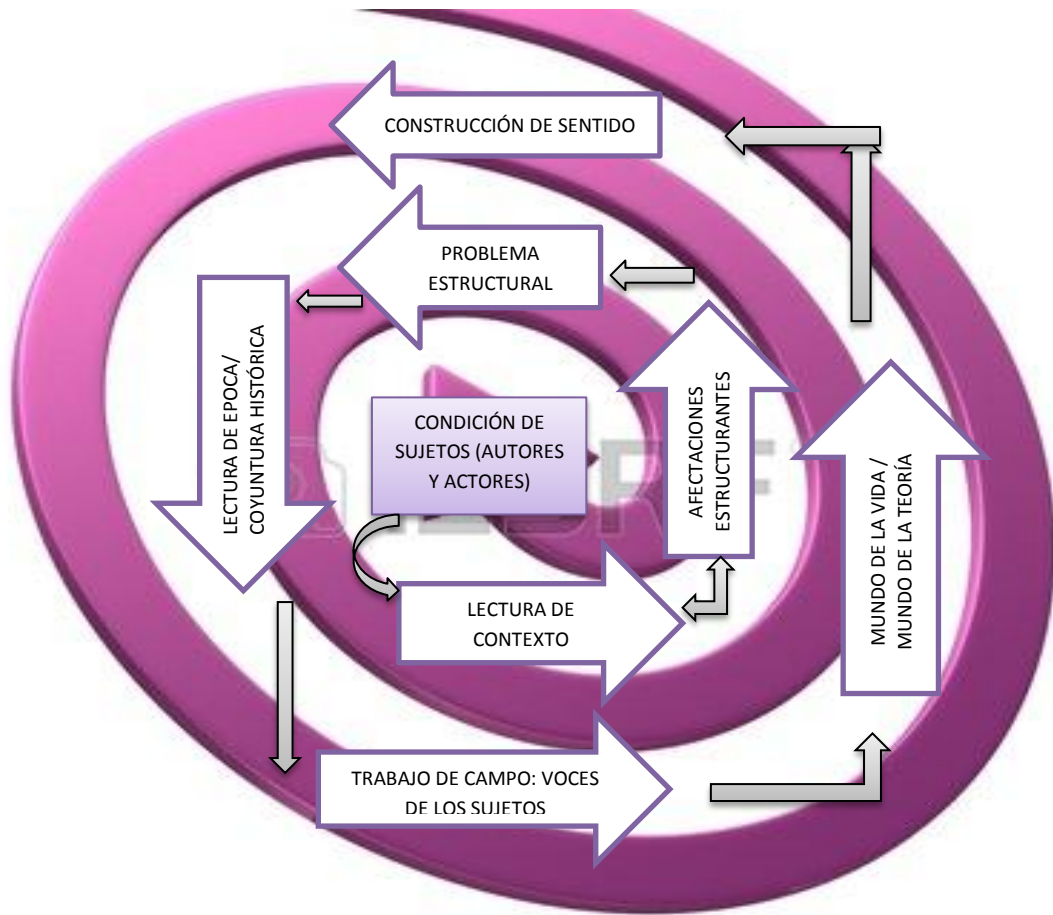 CONSTRUCCIÓN DE SENTIDO
PROBLEMA
ESTRUCTURAL
LECTURA DE EPOCA/
COYUNTURA HISTÓRICA
CONDICIÓN DE
SUJETOS (AUTORES
Y ACTORES)
AFECTACIONES
ESTRUCTURANTES
MUNDO DE LA VIDA /
MUNDO DE LA TEORÍA
LECTURA DE
CONTEXTO
TRABAJO DE CAMPO: VOCES
DE LOS SUJETOS